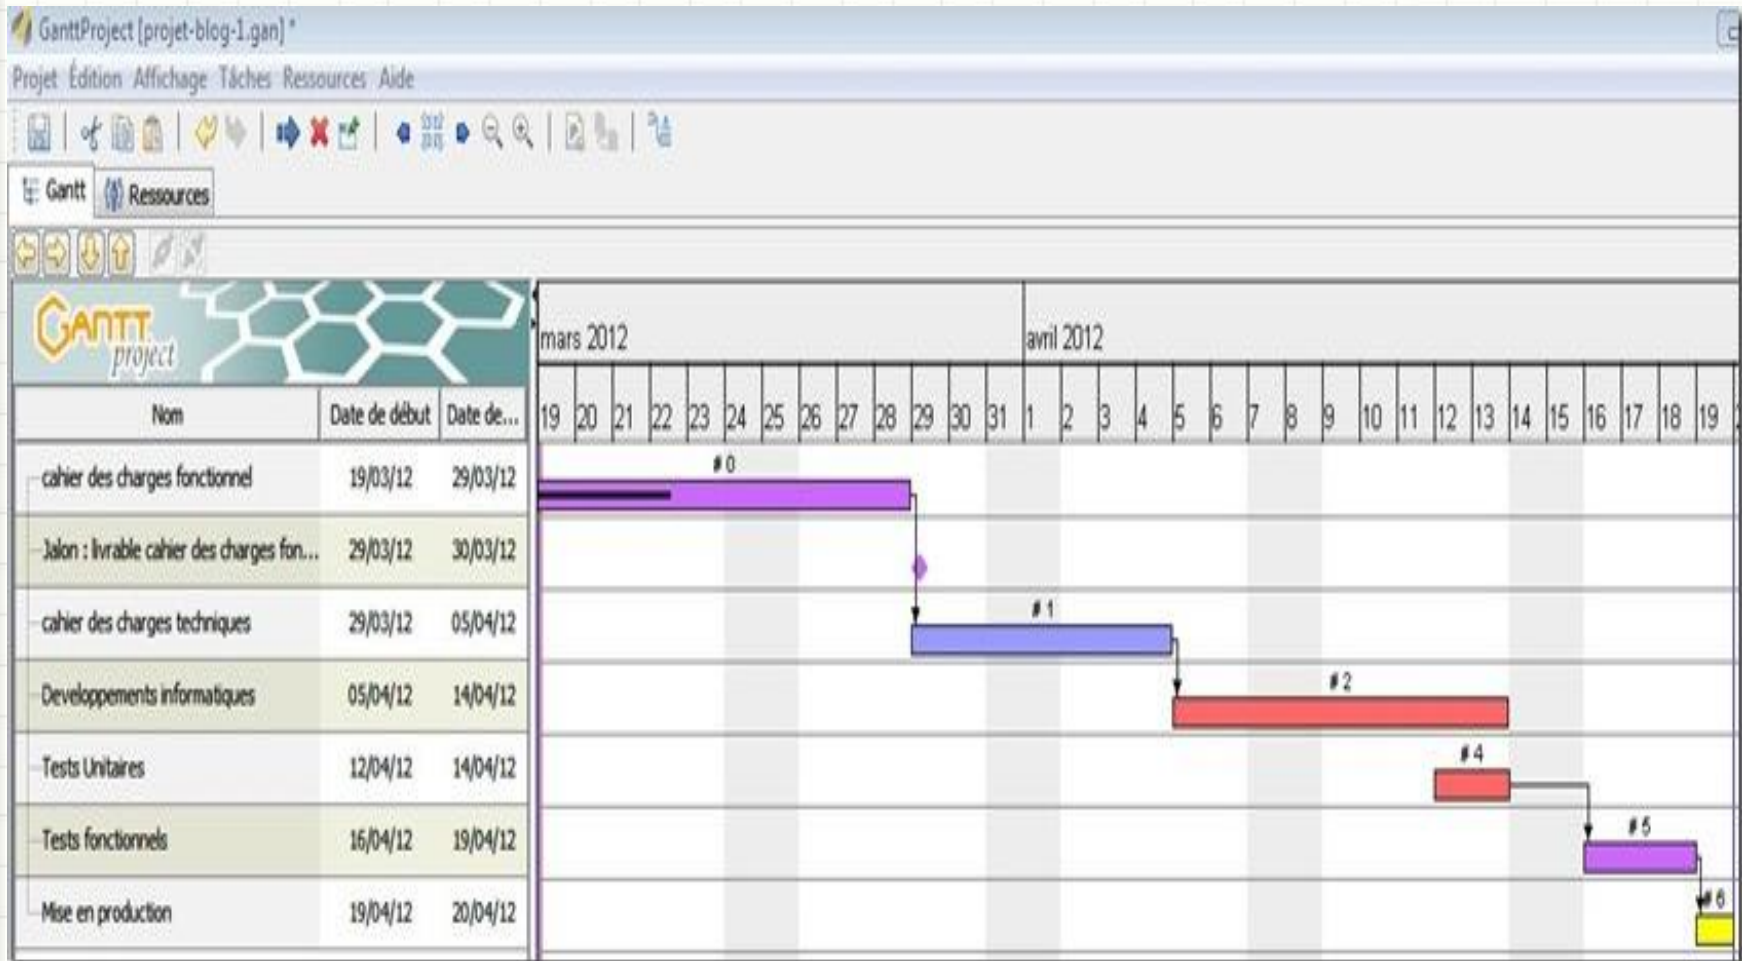 GanttProject [projet-blog-1.gan] *
Projet Édition Affichage Tâches Ressources Aide
Gantt Ressources
GANTT project
mars 2012 avril 2012
Nom Date de début Date de...
19 20 21 22 23 24 25 26 27 28 29 30 31 1 2 3 4 5 6 7 8 9 10 11 12 13 14 15 16 17 18 19
cahier des charges fonctionnel 19/03/12 29/03/12 # 0
Jalon : livrable cahier des charges fon... 29/03/12 30/03/12
cahier des charges techniques 29/03/12 05/04/12 # 1
Developpements informatiques 05/04/12 14/04/12 # 2
Tests Unitaires 12/04/12 14/04/12 # 4
Tests fonctionnels 16/04/12 19/04/12 # 5
Mise en production 19/04/12 20/04/12 # 6